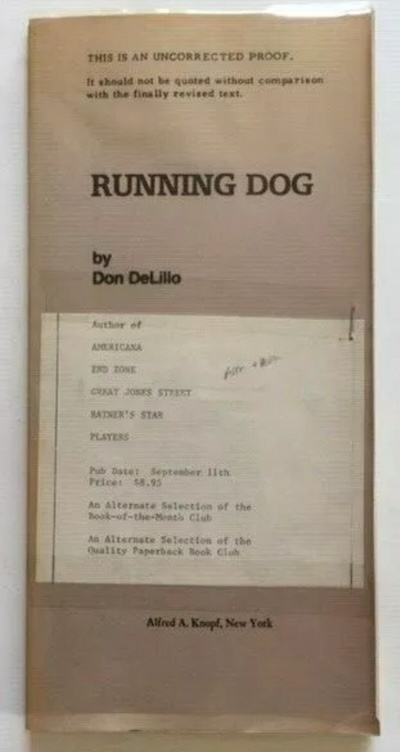 THIS IS AN UNCORRECTED PROOF.
It should not be quoted without comparison
with the finally revised text.
RUNNING DOG
by
Don DeLillo
Author of
AMERICANA
END ZONE
GREAT JONES STREET
RATNER'S STAR
PLAYERS
Pub Date: September 11th
Price: $8.95
An Alternate Selection of the
Book-of-the-Month Club
An Alternate Selection of the
Quality Paperback Book Club
Alfred A. Knopf, New York